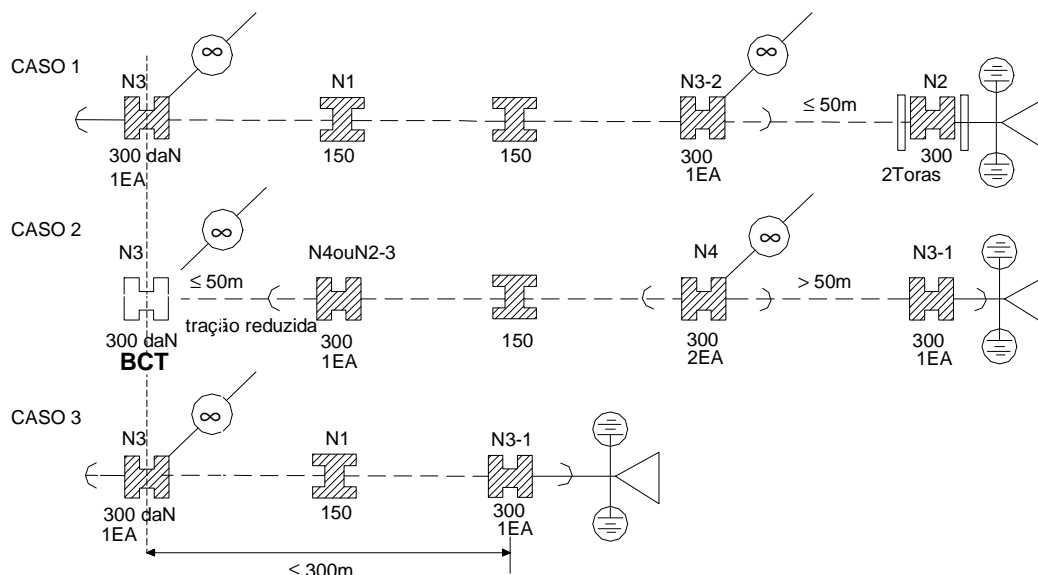 CASO 1
N3
∞
N1
N3-2
∞
≤ 50m
N2
300 daN
1EA
150
150
300
1EA
300
2Toras
CASO 2
N3
∞
≤ 50m
N4ouN2-3
N4
∞
> 50m
N3-1
tração reduzida
300 daN
BCT
300
1EA
150
300
2EA
300
1EA
CASO 3
N3
∞
N1
N3-1
300 daN
1EA
150
300
1EA
≤ 300m